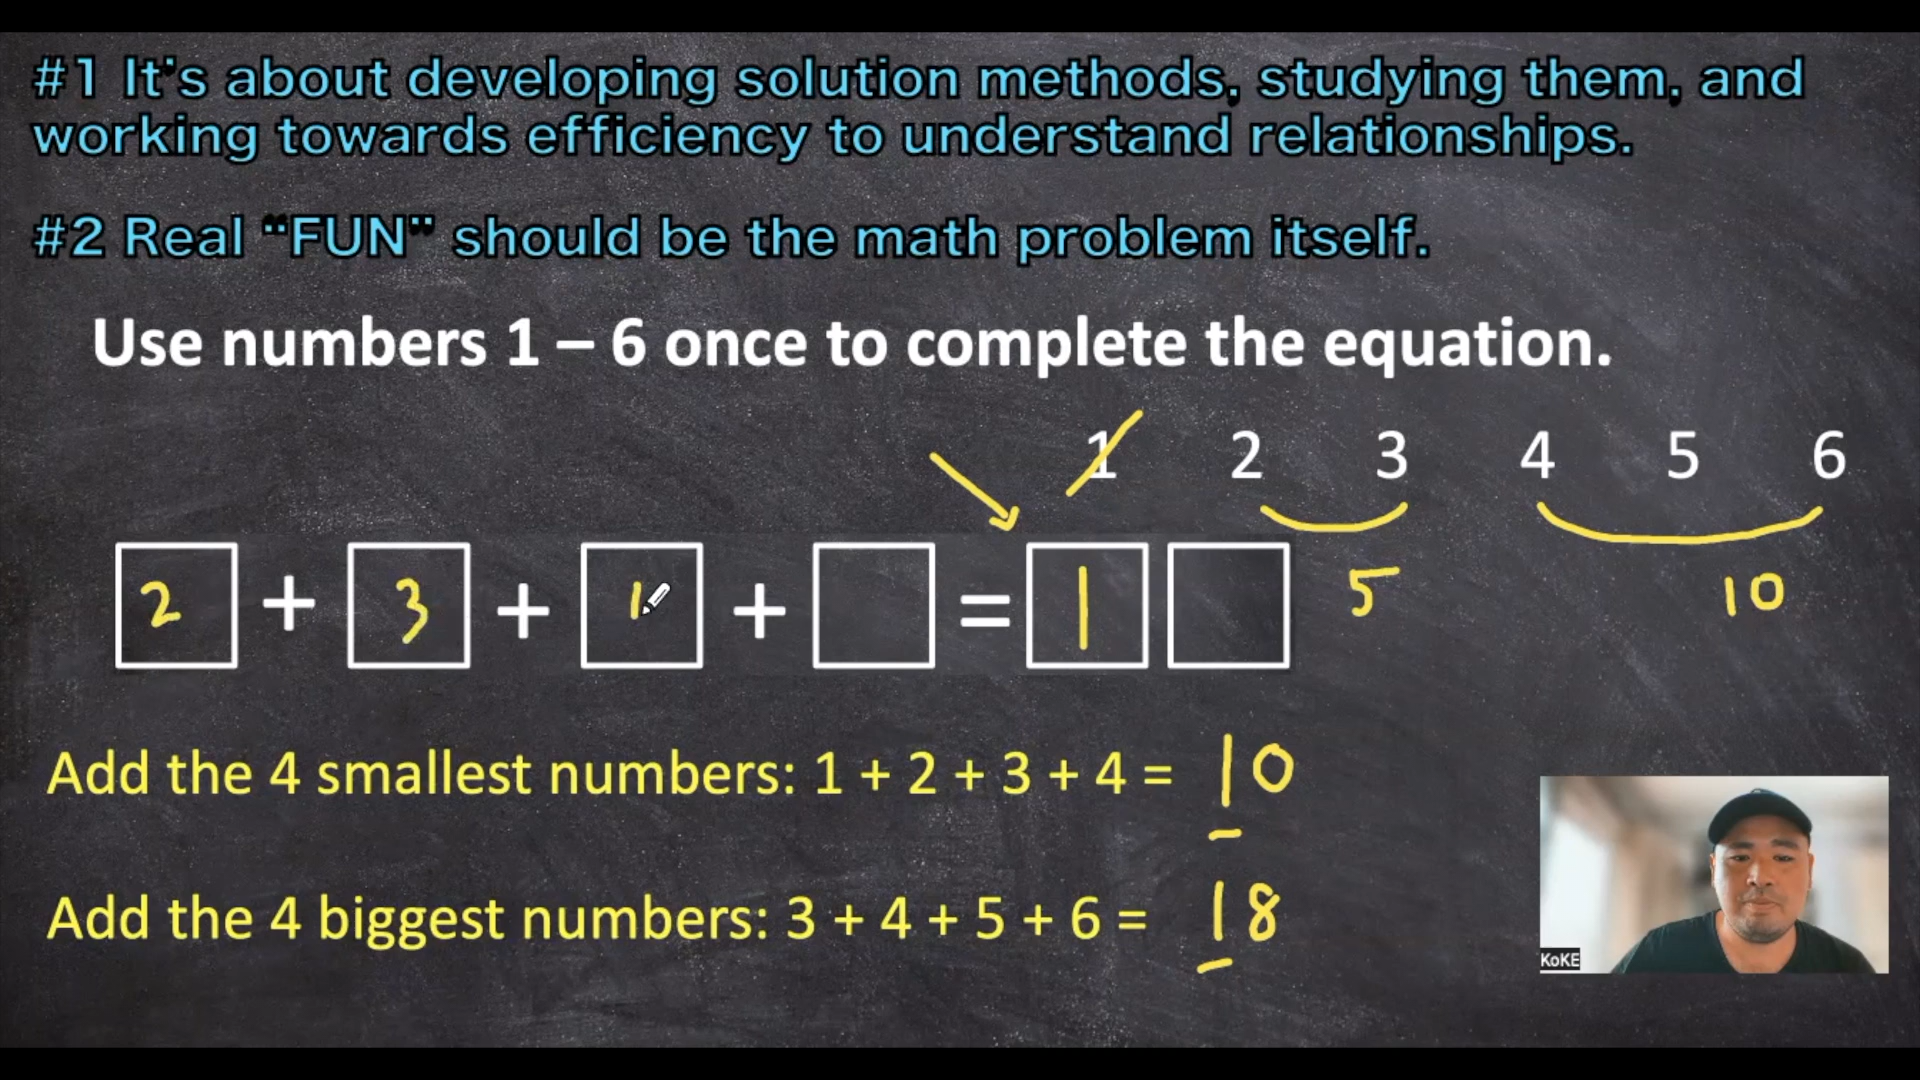 #1 It's about developing solution methods, studying them, and
working towards efficiency to understand relationships.
#2 Real "FUN" should be the math problem itself.
Use numbers 1 – 6 once to complete the equation.
1 2 3 4 5 6
2 + 3 + + = 1
5 10
Add the 4 smallest numbers: 1 + 2 + 3 + 4 = 10
Add the 4 biggest numbers: 3 + 4 + 5 + 6 = 18
KoKE